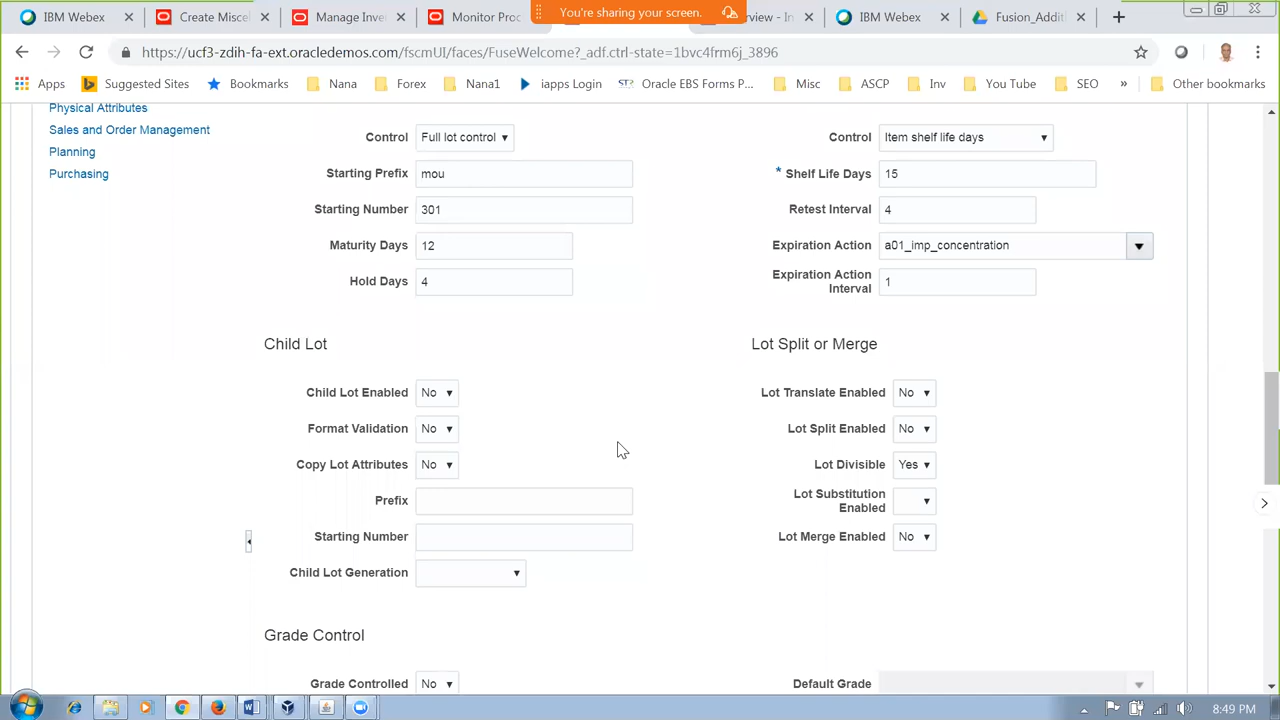 IBM Webex
Create Miscel
Manage Inver
Monitor Proc
You're sharing your screen.
rview - In
IBM Webex
Fusion_Additi
https://ucf3-zdih-fa-ext.oracledemos.com/fscmUI/faces/FuseWelcome?_adf.ctrl-state=1bvc4frm6j_3896
Apps
Suggested Sites
Bookmarks
Nana
Forex
Nana1
iapps Login
Oracle EBS Forms P...
Misc
ASCP
Inv
You Tube
SEO
»
Other bookmarks
Physical Attributes
Sales and Order Management
Planning
Purchasing
Control Full lot control
Starting Prefix mou
Starting Number 301
Maturity Days 12
Hold Days 4
Control Item shelf life days
* Shelf Life Days 15
Retest Interval 4
Expiration Action a01_imp_concentration
Expiration Action
Interval 1
Child Lot
Child Lot Enabled No
Format Validation No
Copy Lot Attributes No
Prefix
Starting Number
Child Lot Generation
Lot Split or Merge
Lot Translate Enabled No
Lot Split Enabled No
Lot Divisible Yes
Lot Substitution
Enabled
Lot Merge Enabled No
Grade Control
Grade Controlled No
Default Grade
8:49 PM